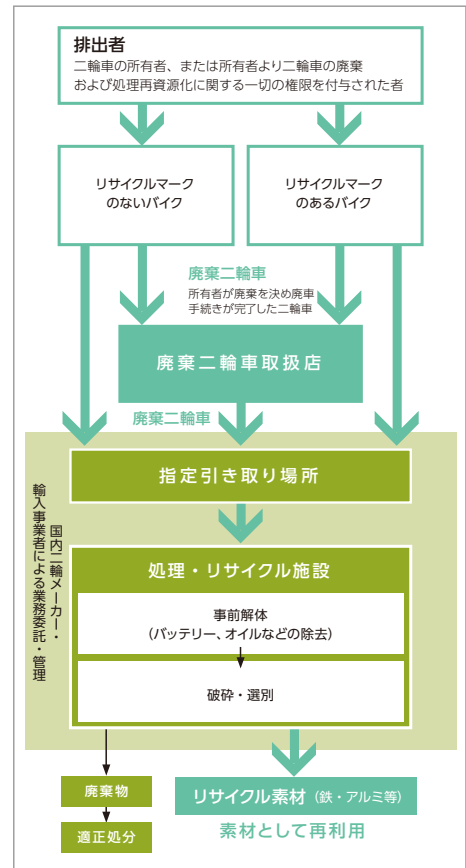 排出者
二輪車の所有者、または所有者より二輪車の廃棄
および処理再資源化に関する一切の権限を付与された者
リサイクルマーク
のないバイク
リサイクルマーク
のあるバイク
廃棄二輪車
所有者が廃棄を決め廃車
手続きが完了した二輪車
廃棄二輪車取扱店
廃棄二輪車
指定引き取り場所
国内二輪メーカー・
輸入事業者による業務委託・管理
処理・リサイクル施設
事前解体
(バッテリー、オイルなどの除去)
破砕・選別
廃棄物
適正処分
リサイクル素材(鉄・アルミ等)
素材として再利用